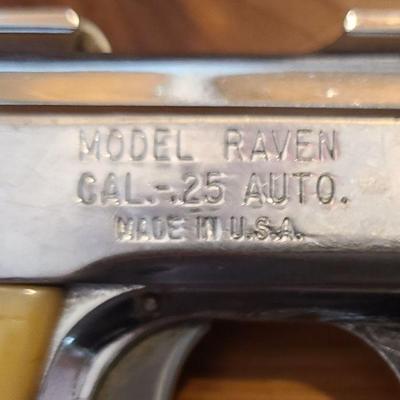 MODEL RAVEN
CAL.-.25 AUTO.
MADE IN U.S.A.